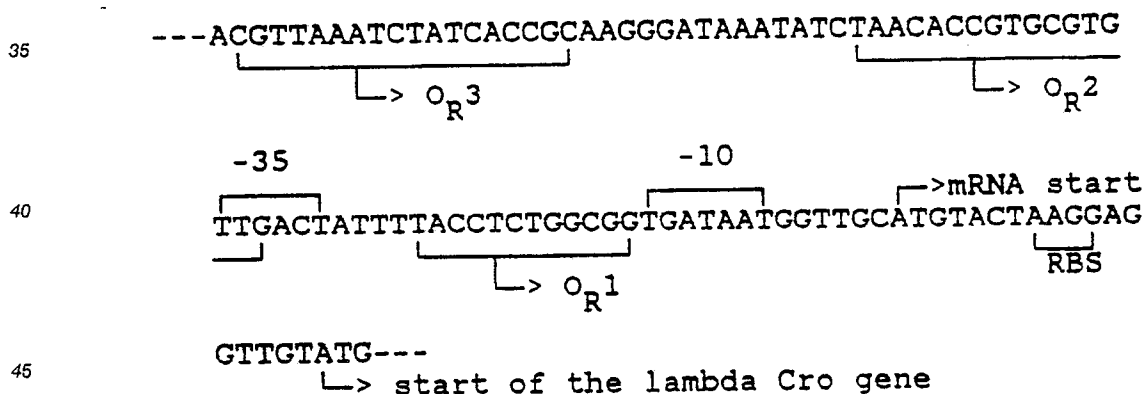 35
---ACGTTAAATCTATCACCGCAAGGGATAAATATCTAACACCGTGCGTG
> OR3
> OR2
-35
-10
>mRNA start
40
TTGACTATTTTACCTCTGGCGGTGATAATGGTTGCATGTACTAAGGAG
RBS
> OR1
GTTGTATG---
45
> start of the lambda Cro gene